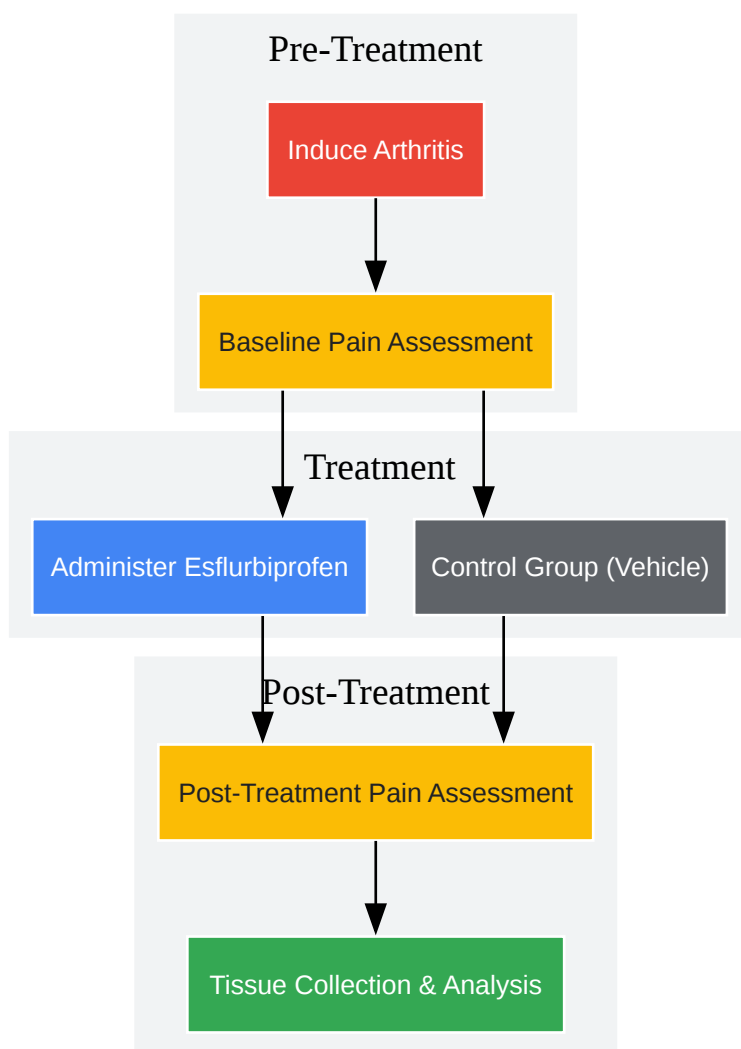 Pre-Treatment
Induce Arthritis
Baseline Pain Assessment
Treatment
Administer Esflurbiprofen
Control Group (Vehicle)
Post-Treatment
Post-Treatment Pain Assessment
Tissue Collection & Analysis